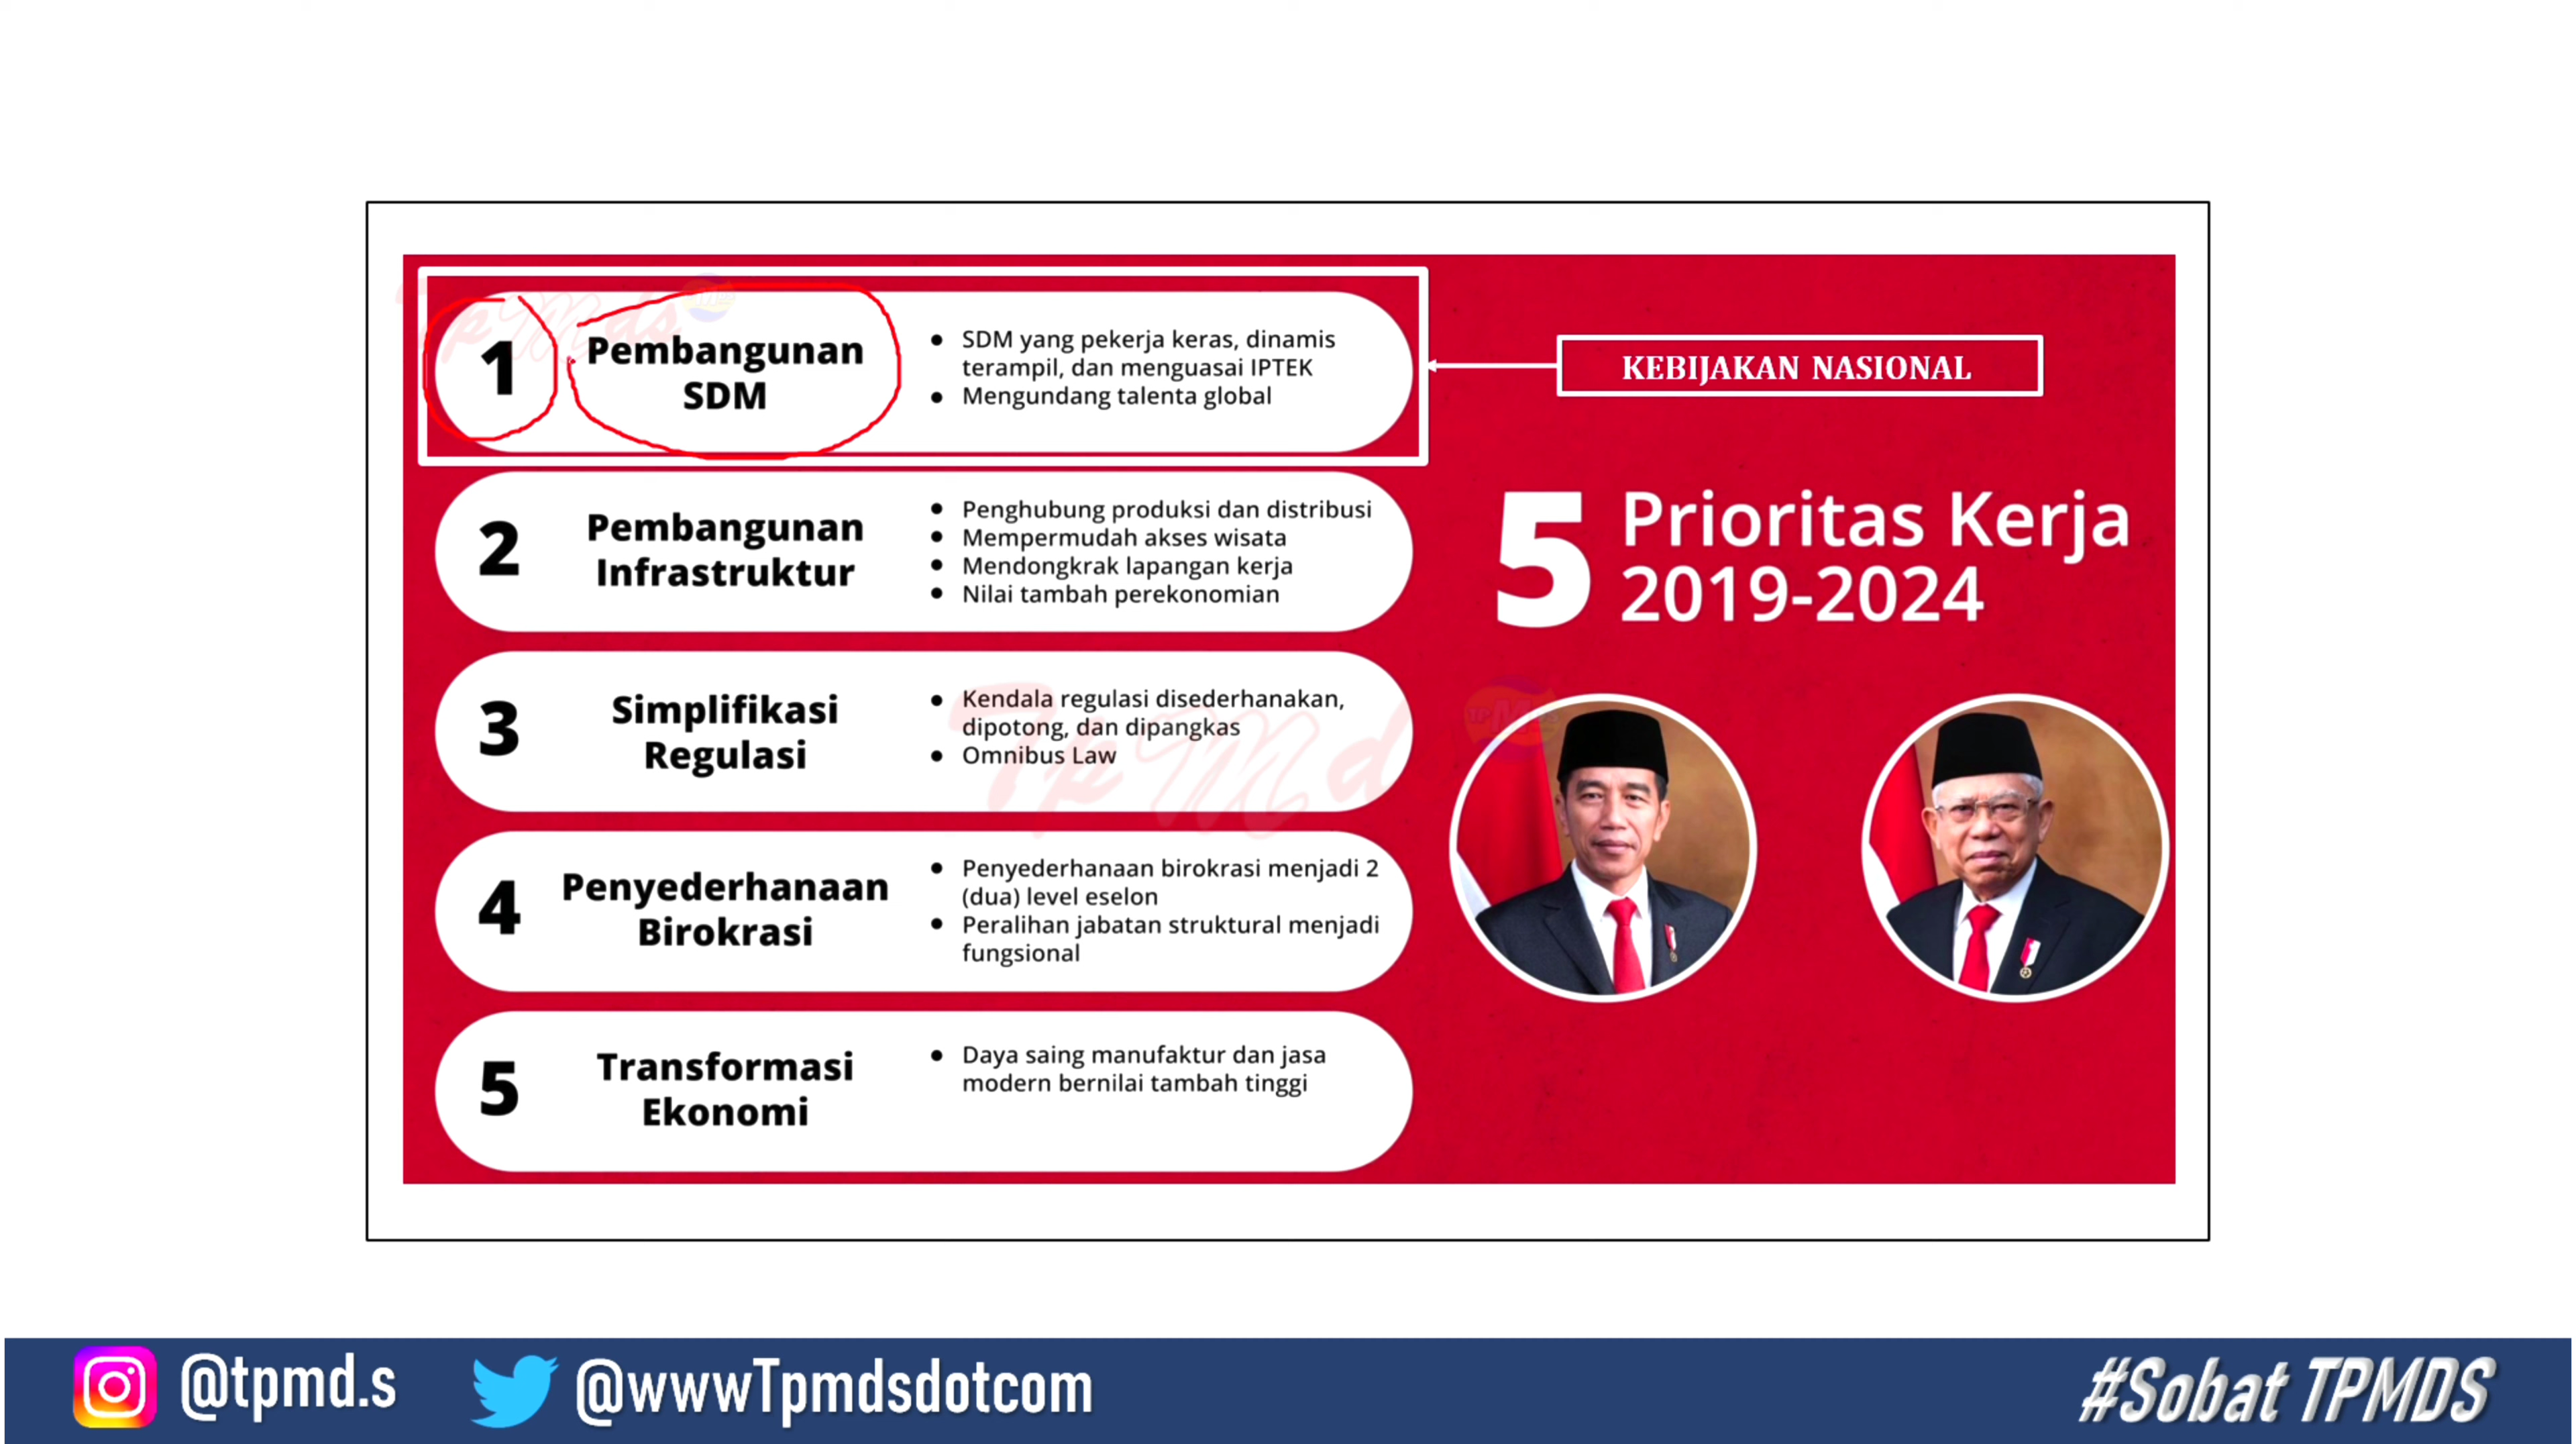 1
Pembangunan
SDM
• SDM yang pekerja keras, dinamis
terampil, dan menguasai IPTEK
• Mengundang talenta global
KEBIJAKAN NASIONAL
2
Pembangunan
Infrastruktur
• Penghubung produksi dan distribusi
• Mempermudah akses wisata
• Mendongkrak lapangan kerja
• Nilai tambah perekonomian
5 Prioritas Kerja
2019-2024
3
Simplifikasi
Regulasi
• Kendala regulasi disederhanakan,
dipotong, dan dipangkas
• Omnibus Law
4
Penyederhanaan
Birokrasi
• Penyederhanaan birokrasi menjadi 2
(dua) level eselon
• Peralihan jabatan struktural menjadi
fungsional
5
Transformasi
Ekonomi
• Daya saing manufaktur dan jasa
modern bernilai tambah tinggi
TpMds
TpMd
@tpmd.s
@wwwTpmdsdotcom
#Sobat TPMDS